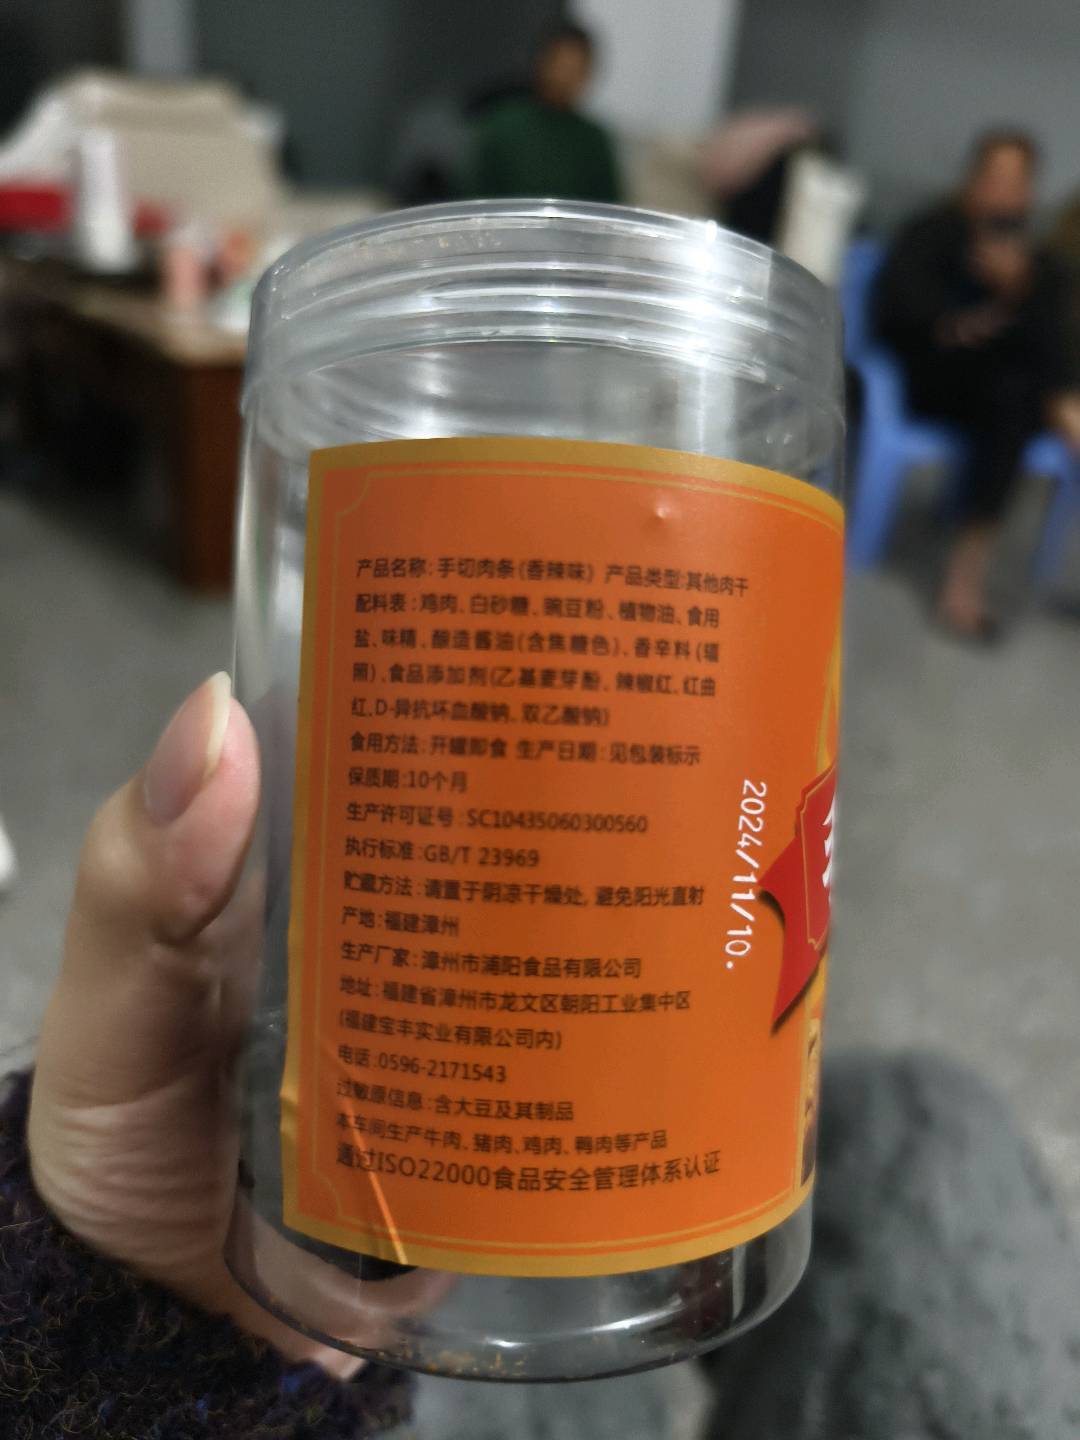 产品名称:手切肉条(香辣味) 产品类型:其他肉干
配料表:鸡肉、白砂糖、豌豆粉、植物油、食用
盐、味精、酿造酱油(含焦糖色)、香辛料(辐
照)、食品添加剂(乙基麦芽酚、辣椒红、红曲
红、D-异抗坏血酸钠、双乙酸钠)
食用方法:开罐即食 生产日期:见包装标示
保质期:10个月
生产许可证号:SC10435060300560
执行标准:GB/T 23969
贮藏方法:请置于阴凉干燥处, 避免阳光直射
产地:福建漳州
生产厂家:漳州市浦阳食品有限公司
地址:福建省漳州市龙文区朝阳工业集中区
(福建宝丰实业有限公司内)
电话:0596-2171543
过敏原信息:含大豆及其制品
本车间生产牛肉、猪肉、鸡肉、鸭肉等产品
通过ISO22000食品安全管理体系认证
2024/11/10.